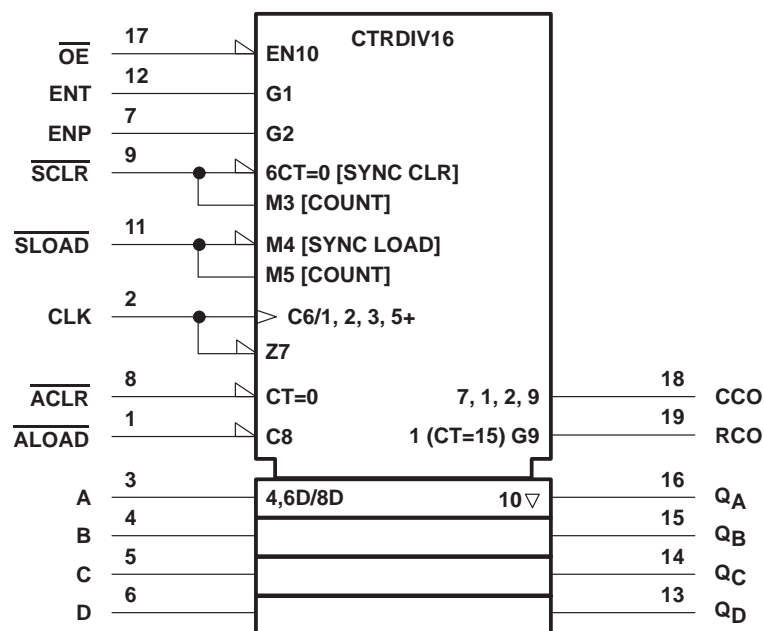 CTRDIV16
OE 17 EN10
ENT 12 G1
ENP 7 G2
SCLR 9 6CT=0 [SYNC CLR]
M3 [COUNT]
SLOAD 11 M4 [SYNC LOAD]
M5 [COUNT]
CLK 2 C6/1, 2, 3, 5+
Z7
ACLR 8 CT=0 7, 1, 2, 9 18 CCO
ALOAD 1 C8 1 (CT=15) G9 19 RCO
A 3 4,6D/8D 10 ▽ 16 QA
B 4 15 QB
C 5 14 QC
D 6 13 QD